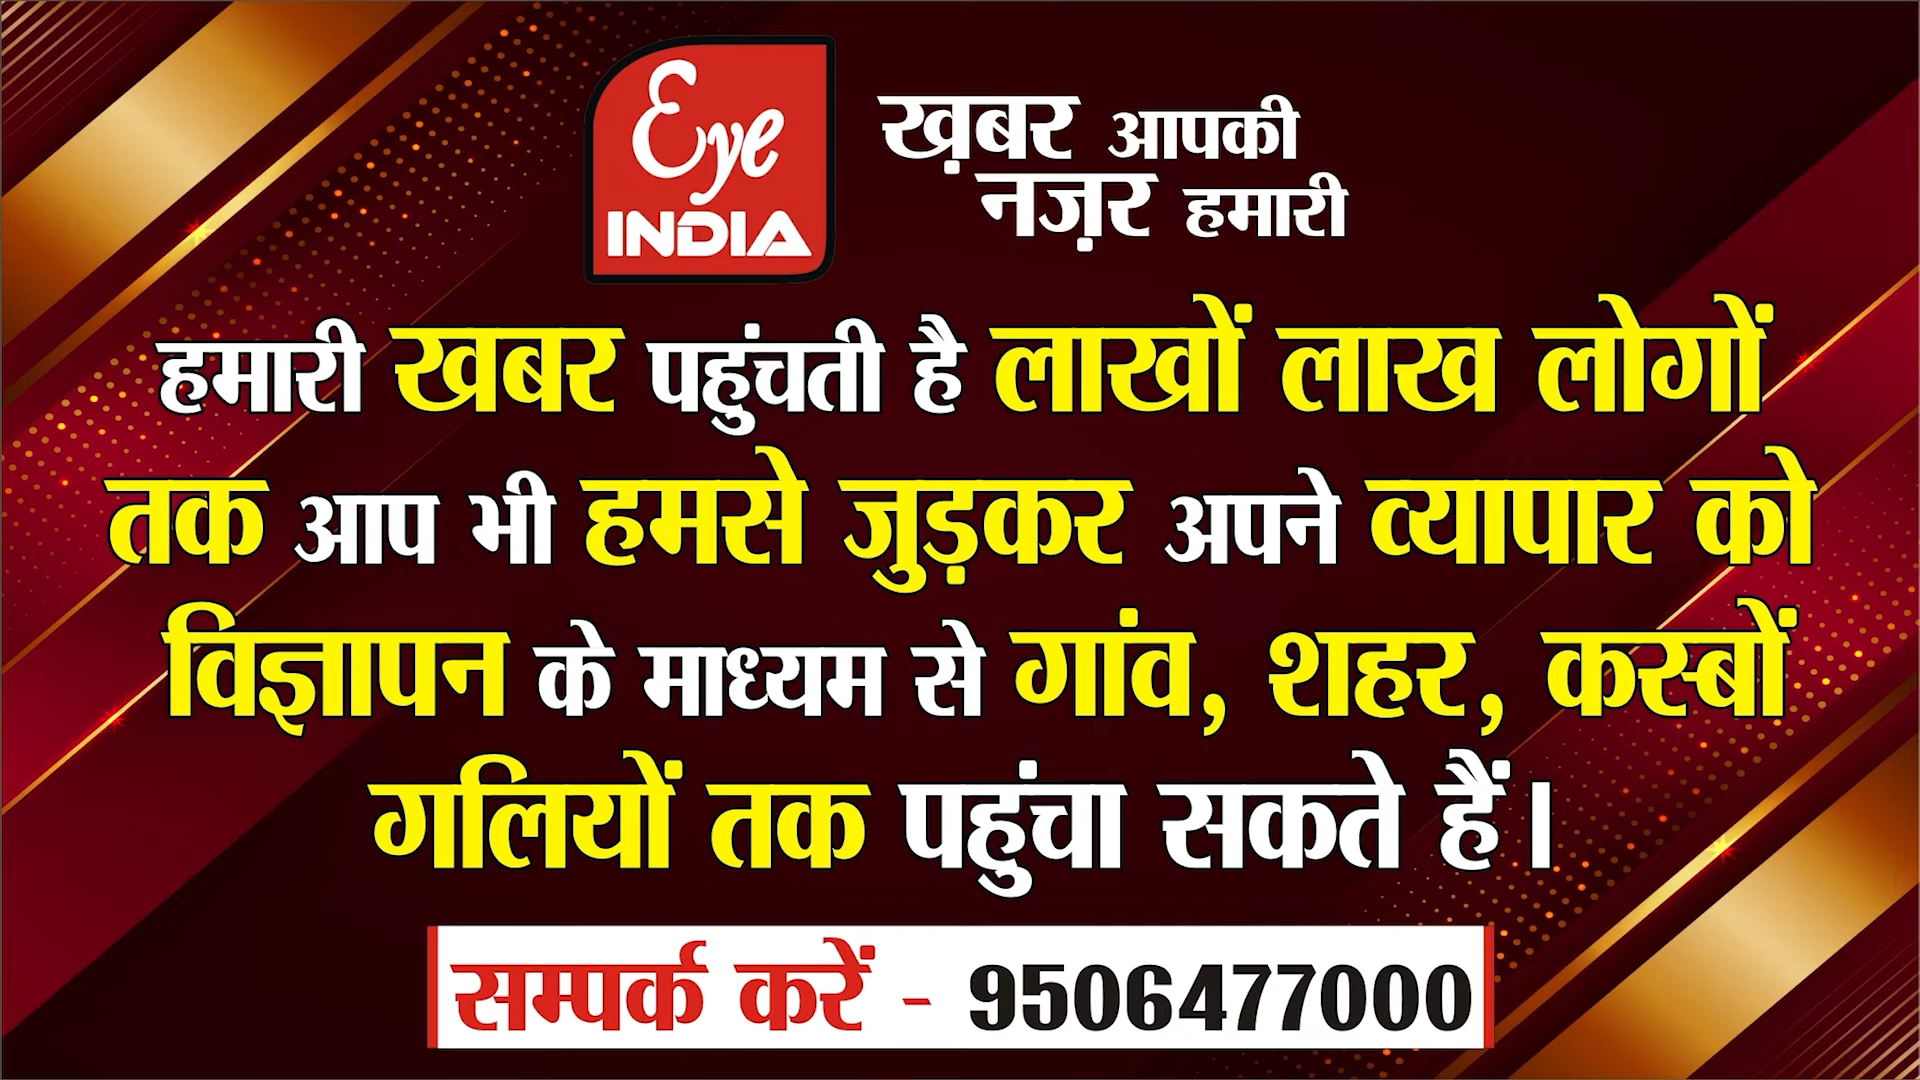 Eye
INDIA
ख़बर आपकी
नज़र हमारी
हमारी खबर पहुंचती है लाखों लाख लोगों
तक आप भी हमसे जुड़कर अपने व्यापार को
विज्ञापन के माध्यम से गांव, शहर, कस्बों
गलियों तक पहुंचा सकते हैं।
सम्पर्क करें - 9506477000